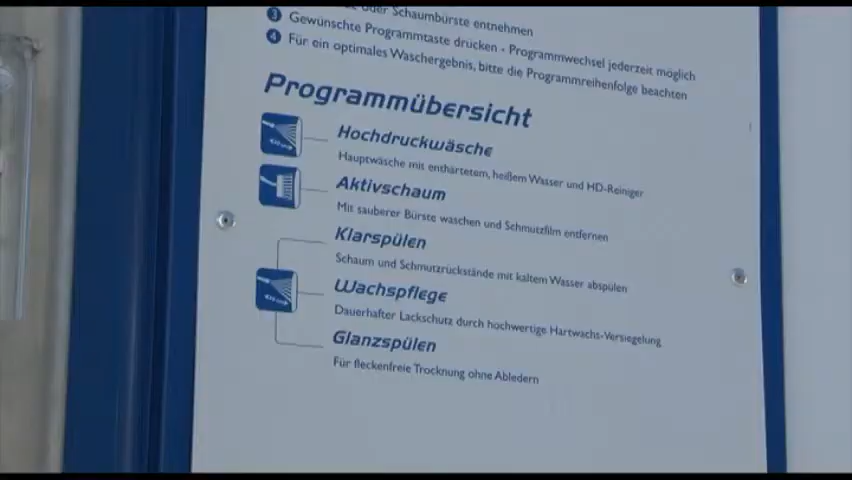 oder Schaumbürste entnehmen
3 Gewünschte Programmtaste drücken - Programmwechsel jederzeit möglich
4 Für ein optimales Waschergebnis, bitte die Programmreihenfolge beachten
Programmübersicht
Hochdruckwäsche
Hauptwäsche mit enthärtetem, heißem Wasser und HD-Reiniger
Aktivschaum
Mit sauberer Bürste waschen und Schmutzfilm entfernen
Klarspülen
Schaum und Schmutzrückstände mit kaltem Wasser abspülen
Wachspflege
Dauerhafter Lackschutz durch hochwertige Hartwachs-Versiegelung
Glanzspülen
Für fleckenfreie Trocknung ohne Abledern